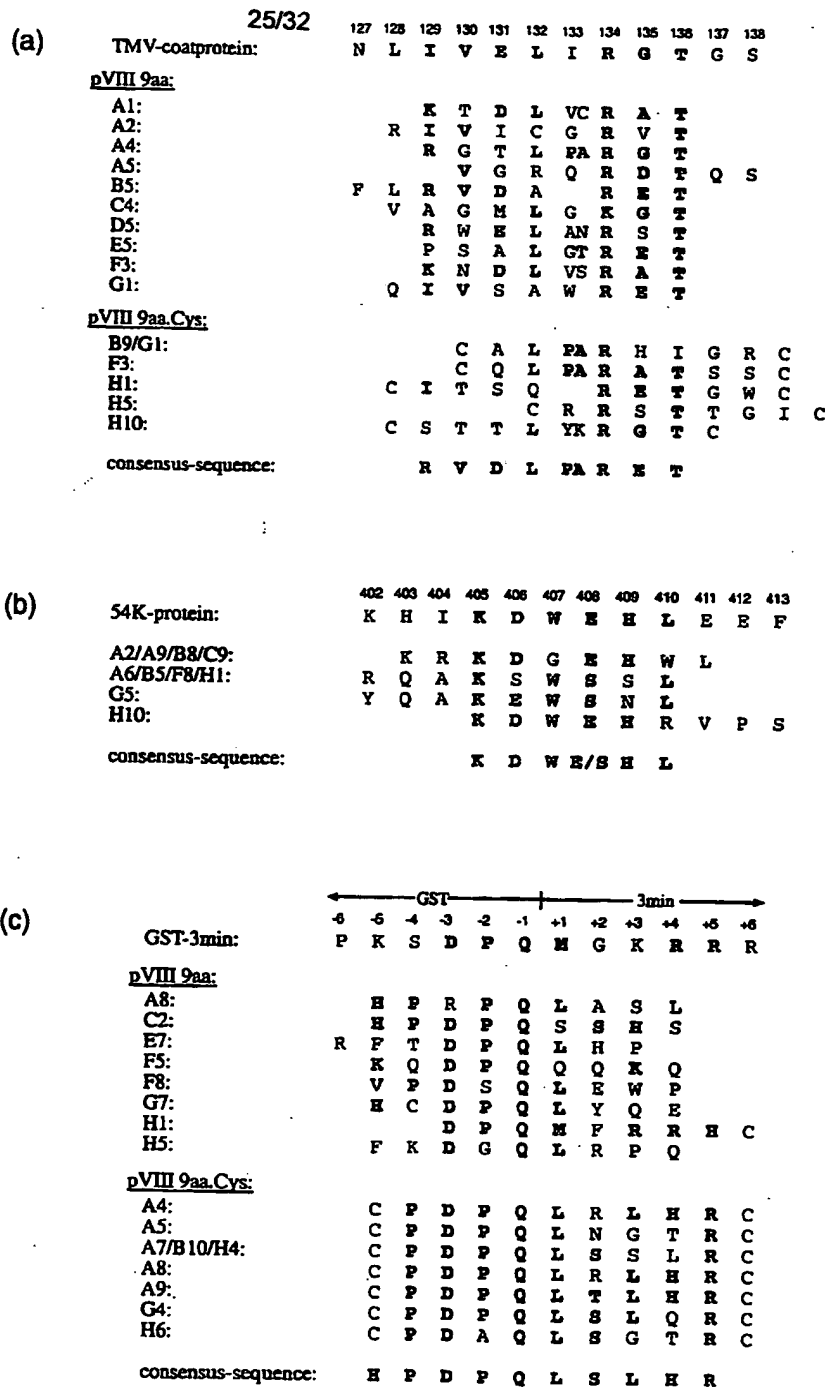 25/32
(a)
127 128 129 130 131 132 133 134 135 136 137 138
TMV-coatprotein: N L I V E L I R G T G S
pVIII 9aa:
A1: K T D L VC R A T
A2: R I V I C G R V T
A4: R G T L PA R G T
A5: V G R Q R D T Q S
B5: F L R V D A R E T
C4: V A G M L G K G T
D5: R W E L AN R S T
E5: P S A L GT R E T
F3: K N D L VS R A T
G1: Q I V S A W R E T
pVIII 9aa.Cys:
B9/G1: C A L PA R H I G R C
F3: C Q L PA R A T S S C
H1: C I T S Q R E T G W C
H5: C R R S T T G I C
H10: C S T T L YK R G T C
consensus-sequence: R V D L PA R E T
(b)
402 403 404 405 406 407 408 409 410 411 412 413
54K-protein: K H I K D W E H L E E F
A2/A9/B8/C9: K R K D G E H W L
A6/B5/F8/H1: R Q A K S W S S L
G5: Y Q A K E W S N L
H10: K D W E H R V P S
consensus-sequence: K D W E/S H L
GST 3min
(c)
-6 -5 -4 -3 -2 -1 +1 +2 +3 +4 +5 +6
GST-3min: P K S D P Q M G K R R R
pVIII 9aa:
A8: H P R P Q L A S L
C2: H P D P Q S S H S
E7: R F T D P Q L H P
F5: K Q D P Q Q Q K Q
F8: V P D S Q L E W P
G7: H C D P Q L Y Q E
H1: D P Q M F R R H C
H5: F K D G Q L R P Q
pVIII 9aa.Cys:
A4: C P D P Q L R L H R C
A5: C P D P Q L N G T R C
A7/B10/H4: C P D P Q L S S L R C
A8: C P D P Q L R L H R C
A9: C P D P Q L T L H R C
G4: C P D P Q L S L Q R C
H6: C P D A Q L S G T R C
consensus-sequence: H P D P Q L S L H R